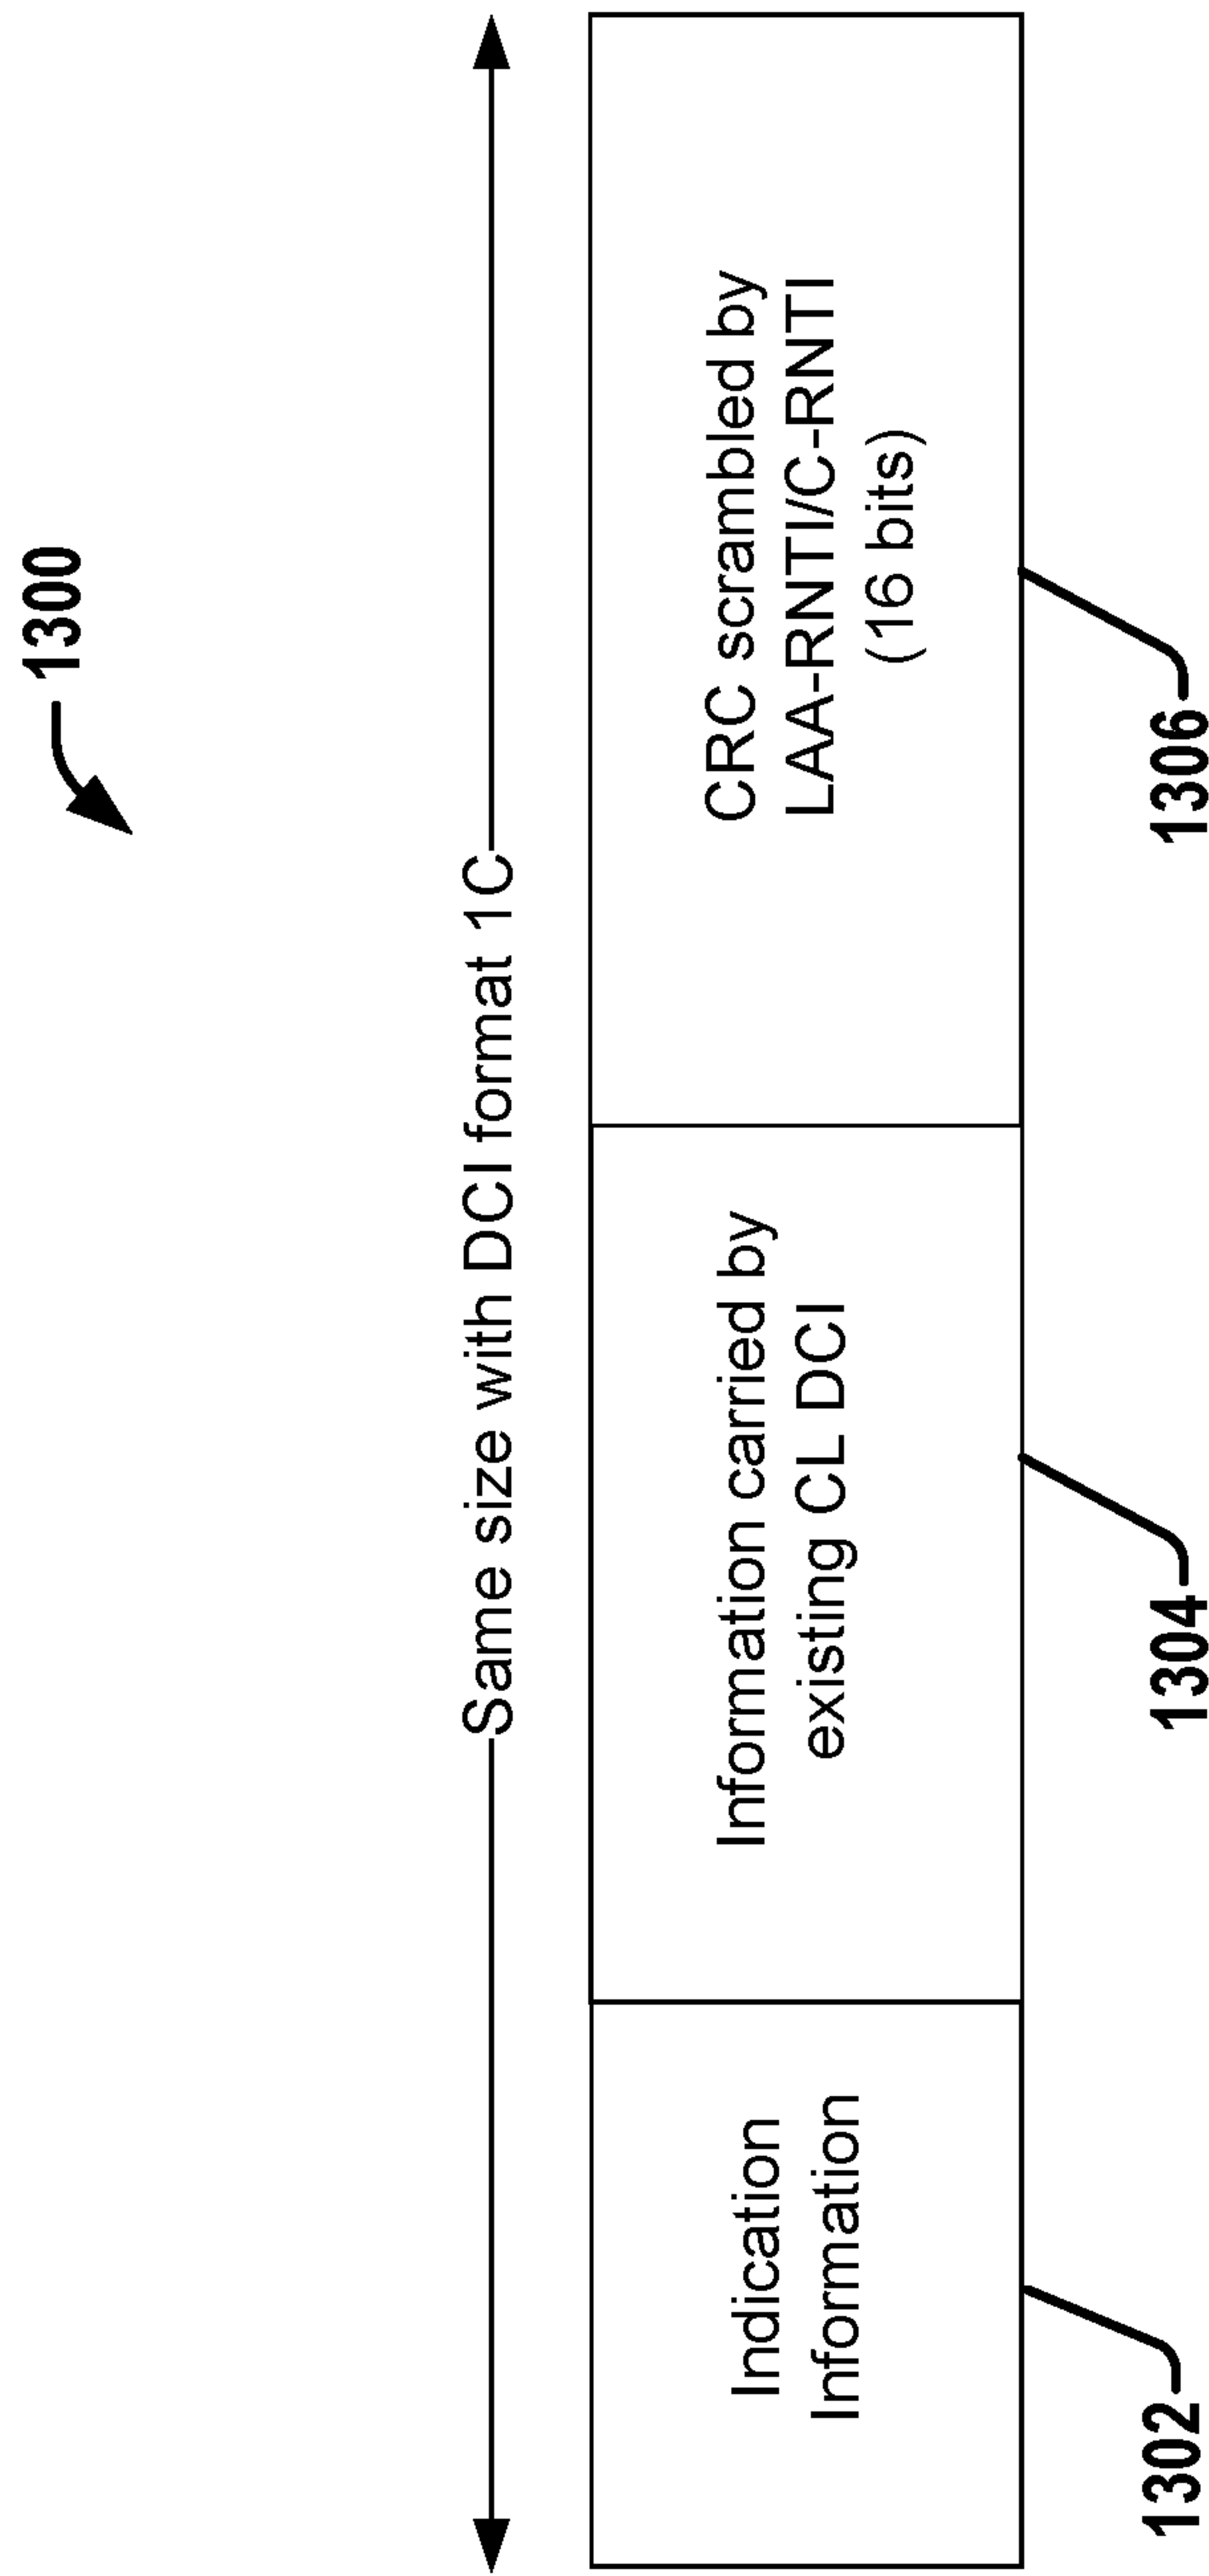 1300
Same size with DCI format 1C
Indication
Information
Information carried by
existing CL DCI
CRC scrambled by
LAA-RNTI/C-RNTI
(16 bits)
1302
1304
1306